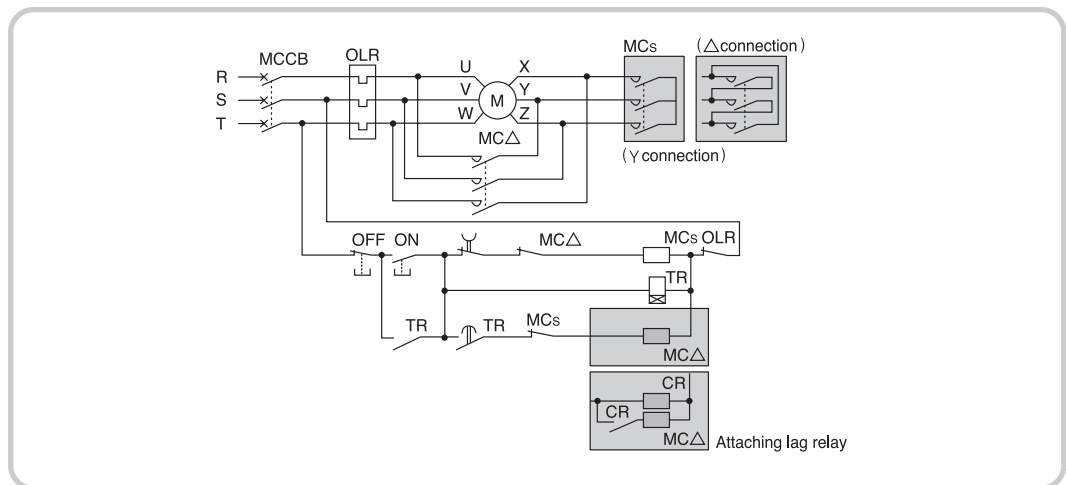 MCCB OLR MCs (△connection)
R U X
S V M Y
T W Z
MC△
(Y connection)
OFF ON MC△ MCs OLR
TR
TR TR MCs
MC△
CR
CR
MC△ Attaching lag relay